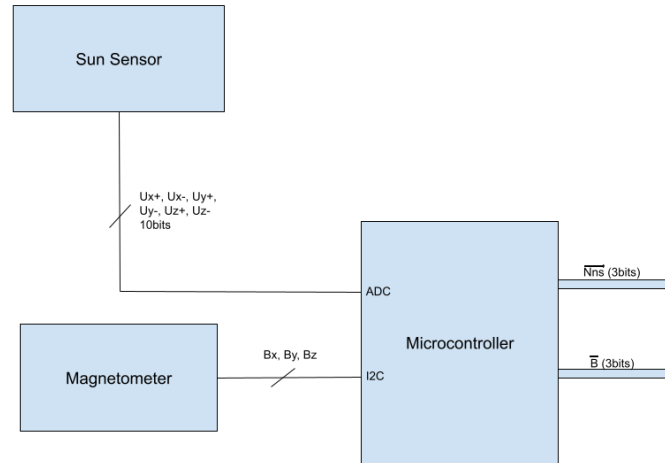 Sun Sensor
Ux+, Ux-, Uy+,
Uy-, Uz+, Uz-
10bits
ADC
Nns (3bits)
Microcontroller
Magnetometer
Bx, By, Bz
I2C
B (3bits)